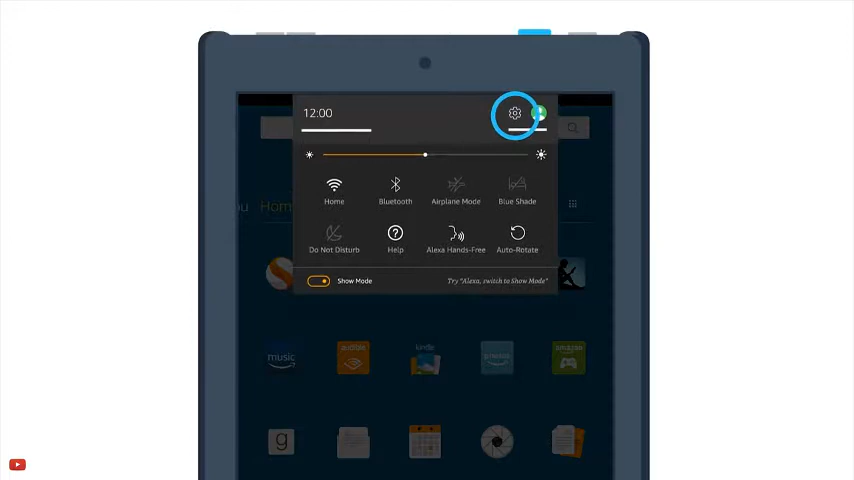 12:00
Home Bluetooth Airplane Mode Blue Shade
Do Not Disturb Help Alexa Hands-Free Auto-Rotate
Show Mode Try "Alexa, switch to Show Mode"
Hom
music audible kindle amazon
g